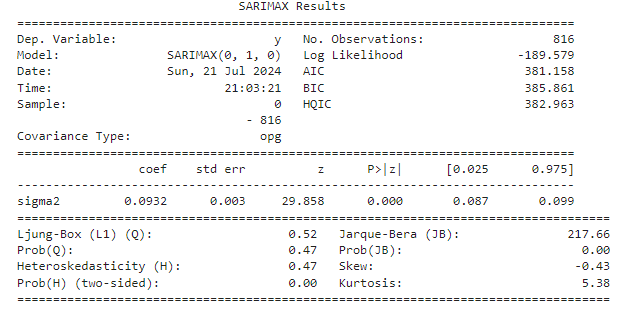 SARIMAX Results
==============================================================================
Dep. Variable:                      y   No. Observations:                  816
Model:               SARIMAX(0, 1, 0)   Log Likelihood                -189.579
Date:                Sun, 21 Jul 2024   AIC                            381.158
Time:                        21:03:21   BIC                            385.861
Sample:                             0   HQIC                           382.963
                                - 816
Covariance Type:                  opg
==============================================================================
                 coef    std err          z      P>|z|      [0.025      0.975]
------------------------------------------------------------------------------
sigma2         0.0932      0.003     29.858      0.000       0.087       0.099
===================================================================================
Ljung-Box (L1) (Q):                   0.52   Jarque-Bera (JB):               217.66
Prob(Q):                              0.47   Prob(JB):                         0.00
Heteroskedasticity (H):               0.47   Skew:                            -0.43
Prob(H) (two-sided):                  0.00   Kurtosis:                         5.38
===================================================================================